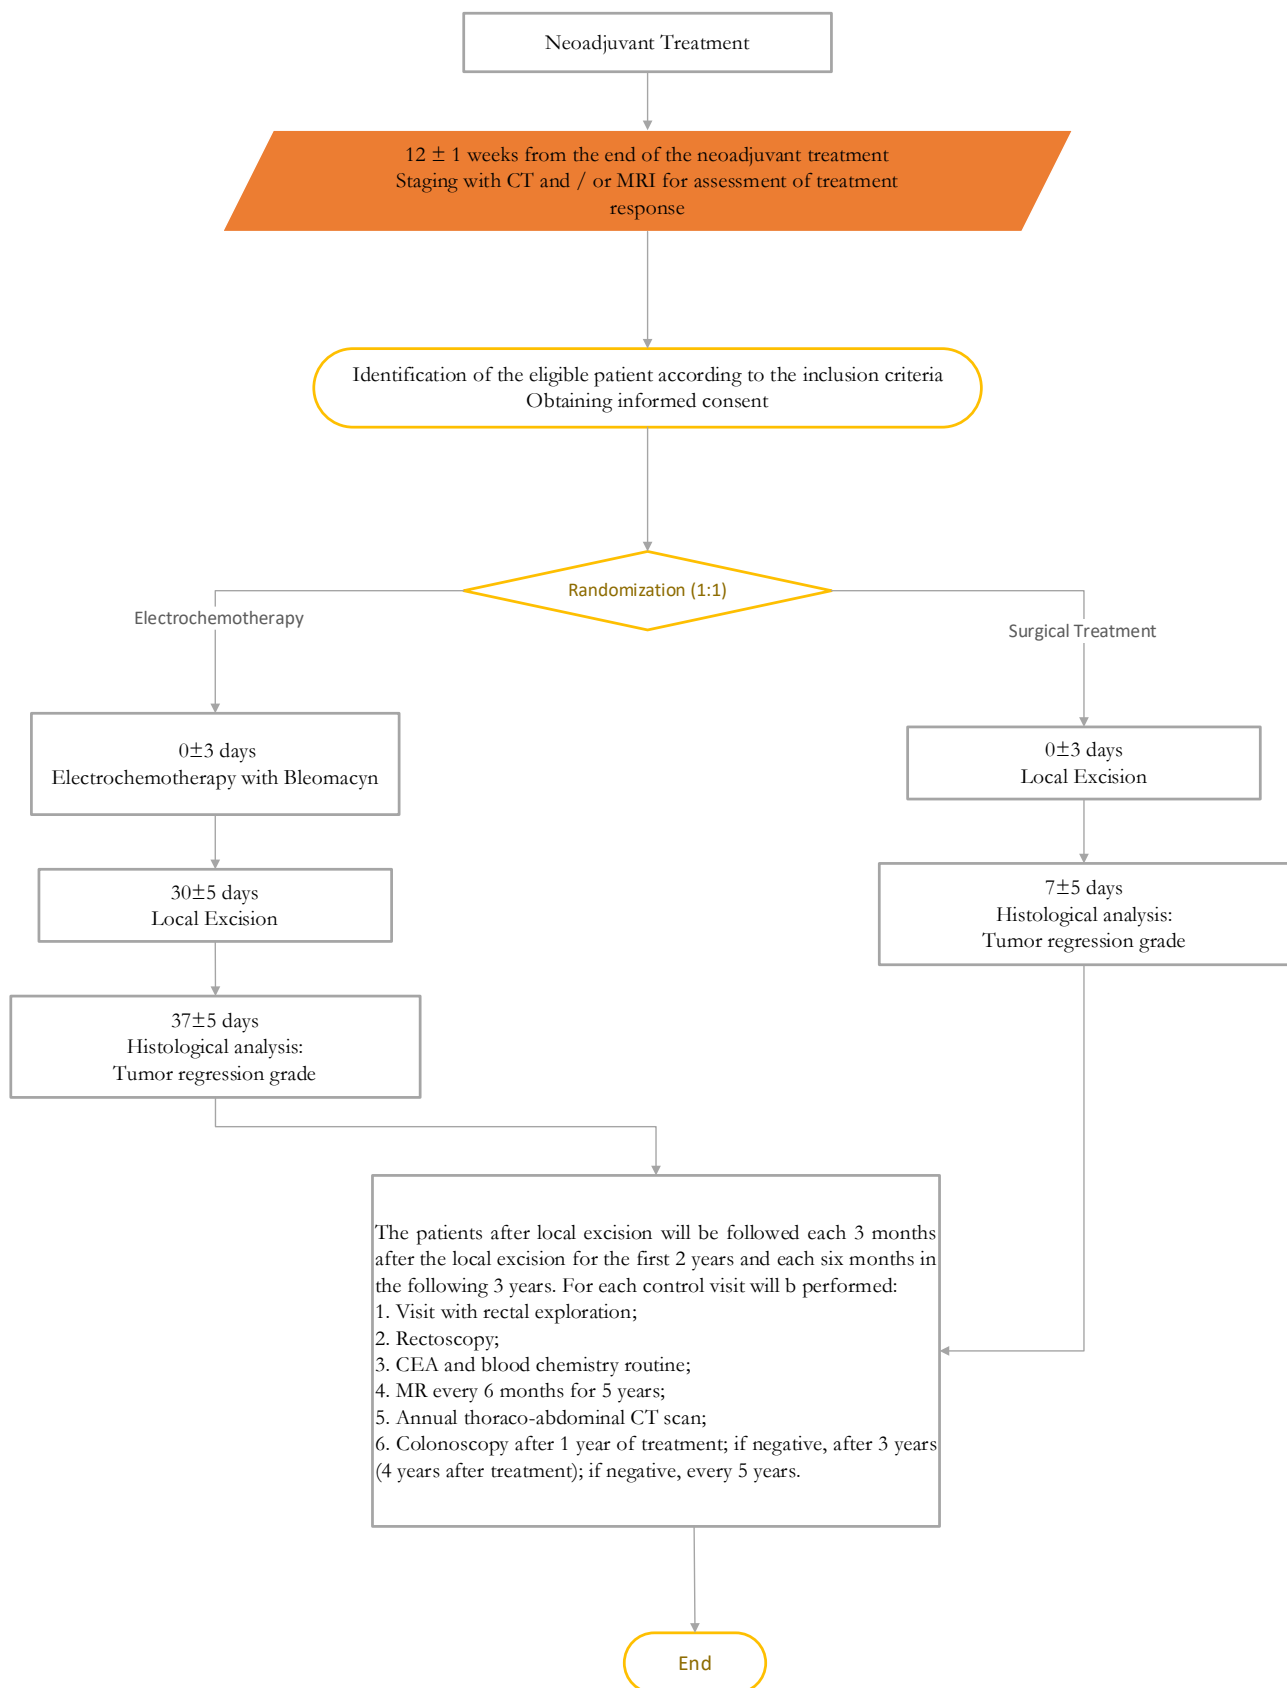 Neoadjuvant Treatment
12 ± 1 weeks from the end of the neoadjuvant treatment
Staging with CT and / or MRI for assessment of treatment
response
Identification of the eligible patient according to the inclusion criteria
Obtaining informed consent
Randomization (1:1)
Electrochemotherapy
Surgical Treatment
0±3 days
Electrochemotherapy with Bleomacyn
30±5 days
Local Excision
37±5 days
Histological analysis:
Tumor regression grade
0±3 days
Local Excision
7±5 days
Histological analysis:
Tumor regression grade
The patients after local excision will be followed each 3 months
after the local excision for the first 2 years and each six months in
the following 3 years. For each control visit will b performed:
1. Visit with rectal exploration;
2. Rectoscopy;
3. CEA and blood chemistry routine;
4. MR every 6 months for 5 years;
5. Annual thoraco-abdominal CT scan;
6. Colonoscopy after 1 year of treatment; if negative, after 3 years
(4 years after treatment); if negative, every 5 years.
End